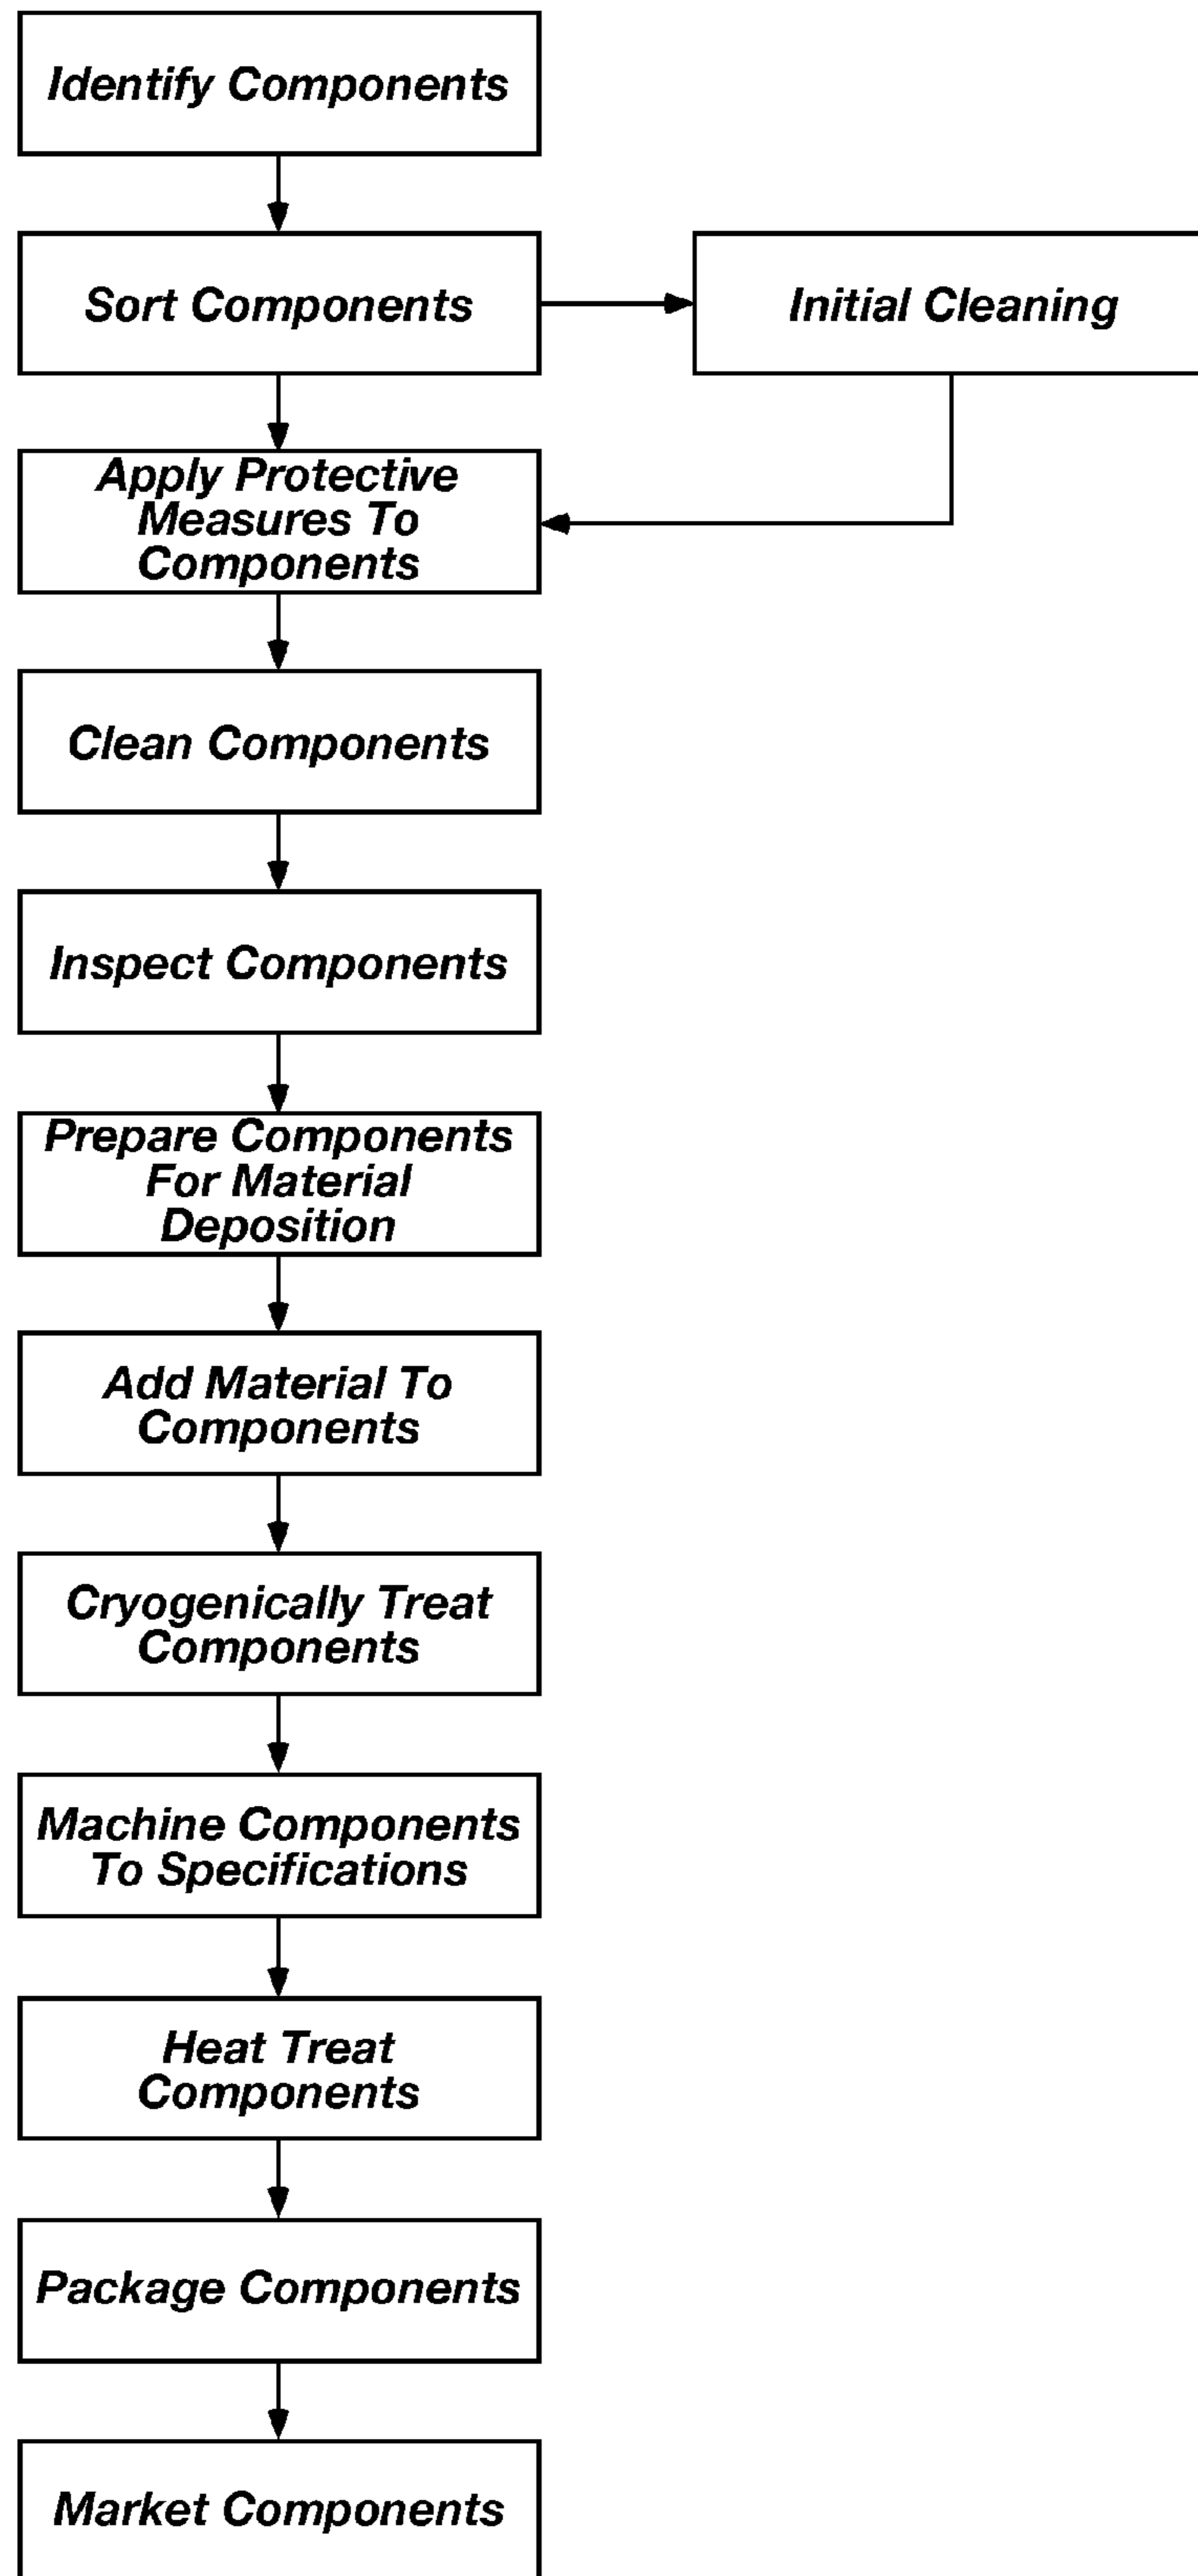 Identify Components
Sort Components
Initial Cleaning
Apply Protective
Measures To
Components
Clean Components
Inspect Components
Prepare Components
For Material
Deposition
Add Material To
Components
Cryogenically Treat
Components
Machine Components
To Specifications
Heat Treat
Components
Package Components
Market Components